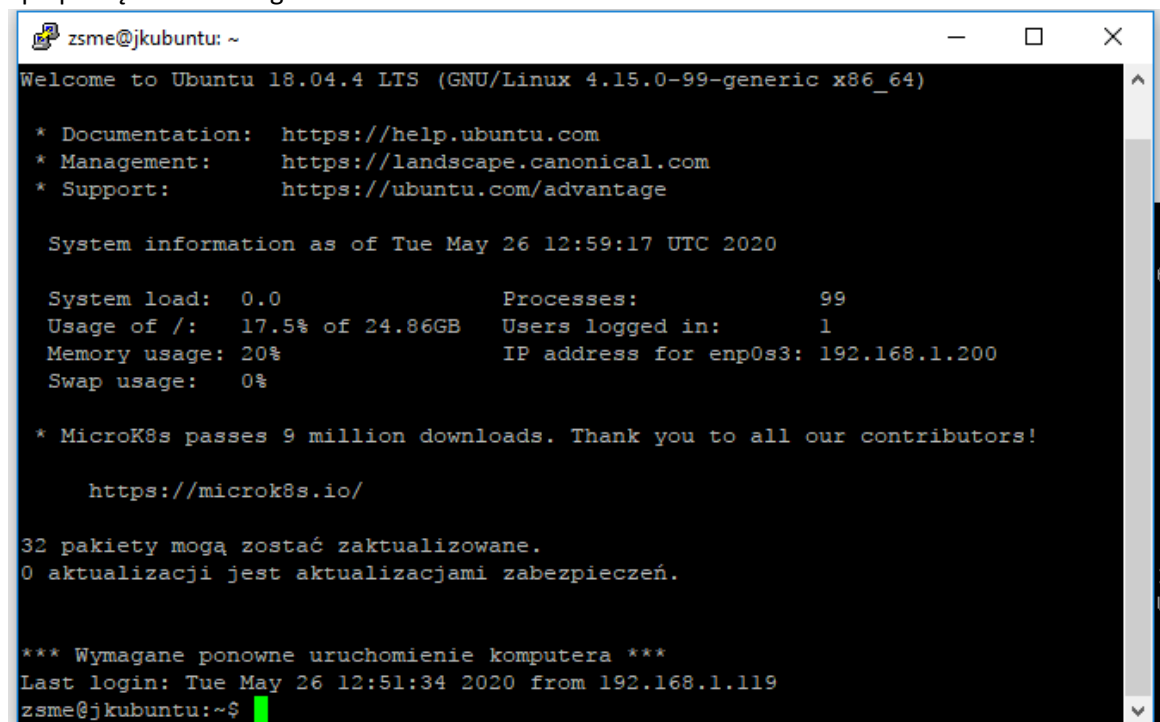 zsme@jkubuntu: ~
Welcome to Ubuntu 18.04.4 LTS (GNU/Linux 4.15.0-99-generic x86_64)
* Documentation: https://help.ubuntu.com
* Management: https://landscape.canonical.com
* Support: https://ubuntu.com/advantage
System information as of Tue May 26 12:59:17 UTC 2020
System load: 0.0 Processes: 99
Usage of /: 17.5% of 24.86GB Users logged in: 1
Memory usage: 20% IP address for enp0s3: 192.168.1.200
Swap usage: 0%
* MicroK8s passes 9 million downloads. Thank you to all our contributors!
https://microk8s.io/
32 pakiety mogą zostać zaktualizowane.
0 aktualizacji jest aktualizacjami zabezpieczeń.
*** Wymagane ponowne uruchomienie komputera ***
Last login: Tue May 26 12:51:34 2020 from 192.168.1.119
zsme@jkubuntu:~$